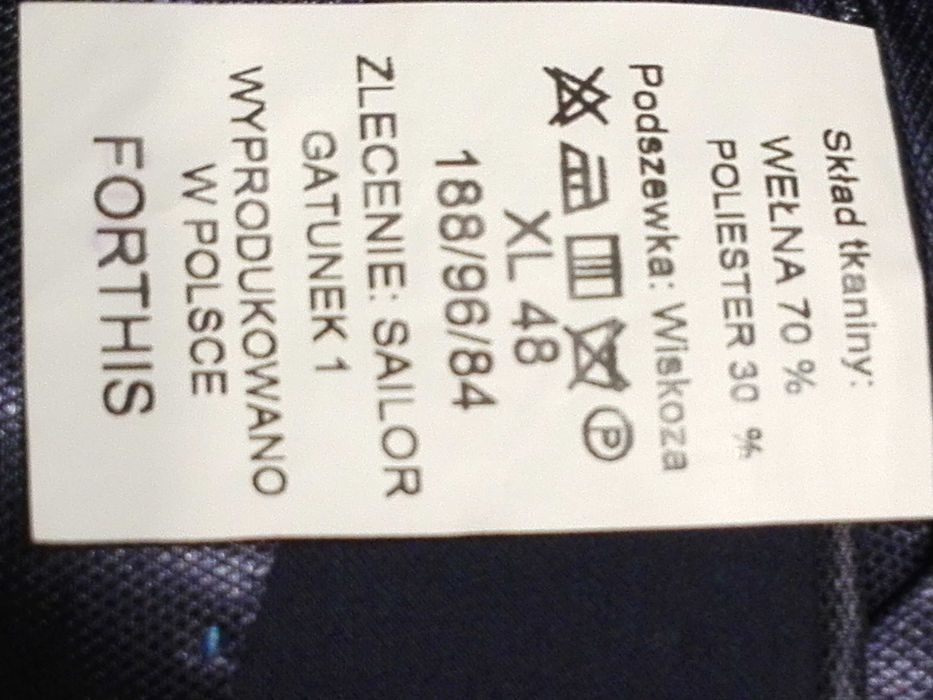 Skład tkaniny:
WEŁNA 70 %
POLIESTER 30 %
Podszewka: Wiskoza
P
XL 48
188/96/84
ZLECENIE: SAILOR
GATUNEK 1
WYPRODUKOWANO
W POLSCE
FORTHIS